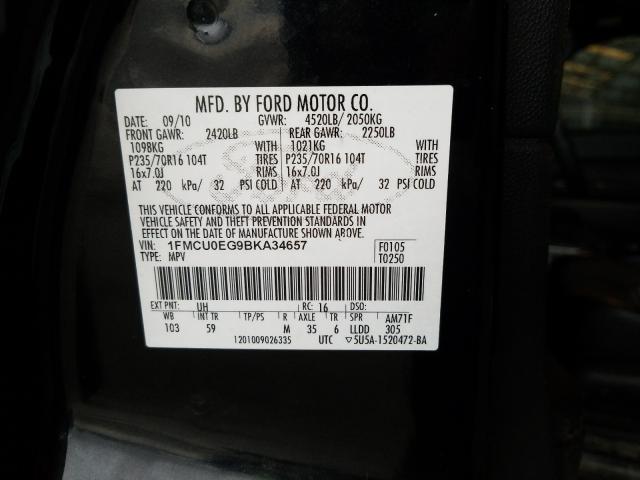 MFD. BY FORD MOTOR CO.
DATE: 09/10 GVWR: 4520LB/ 2050KG
FRONT GAWR: 2420LB REAR GAWR: 2250LB
1098KG WITH 1021KG WITH
P235/70R16 104T TIRES P235/70R16 104T TIRES
16x7.0J RIMS 16x7.0J RIMS
AT 220 kPa/ 32 PSI COLD AT 220 kPa/ 32 PSI COLD
THIS VEHICLE CONFORMS TO ALL APPLICABLE FEDERAL MOTOR
VEHICLE SAFETY AND THEFT PREVENTION STANDARDS IN
EFFECT ON THE DATE OF MANUFACTURE SHOWN ABOVE.
VIN: 1FMCU0EG9BKA34657 F0105
TYPE: MPV T0250
EXT PNT: UH RC: 16 DSO:
WB INT TR TP/PS R AXLE TR SPR AM71F
103 59 M 35 6 LLDD 305
1201009026335 UTC ▽5U5A-1520472-BA